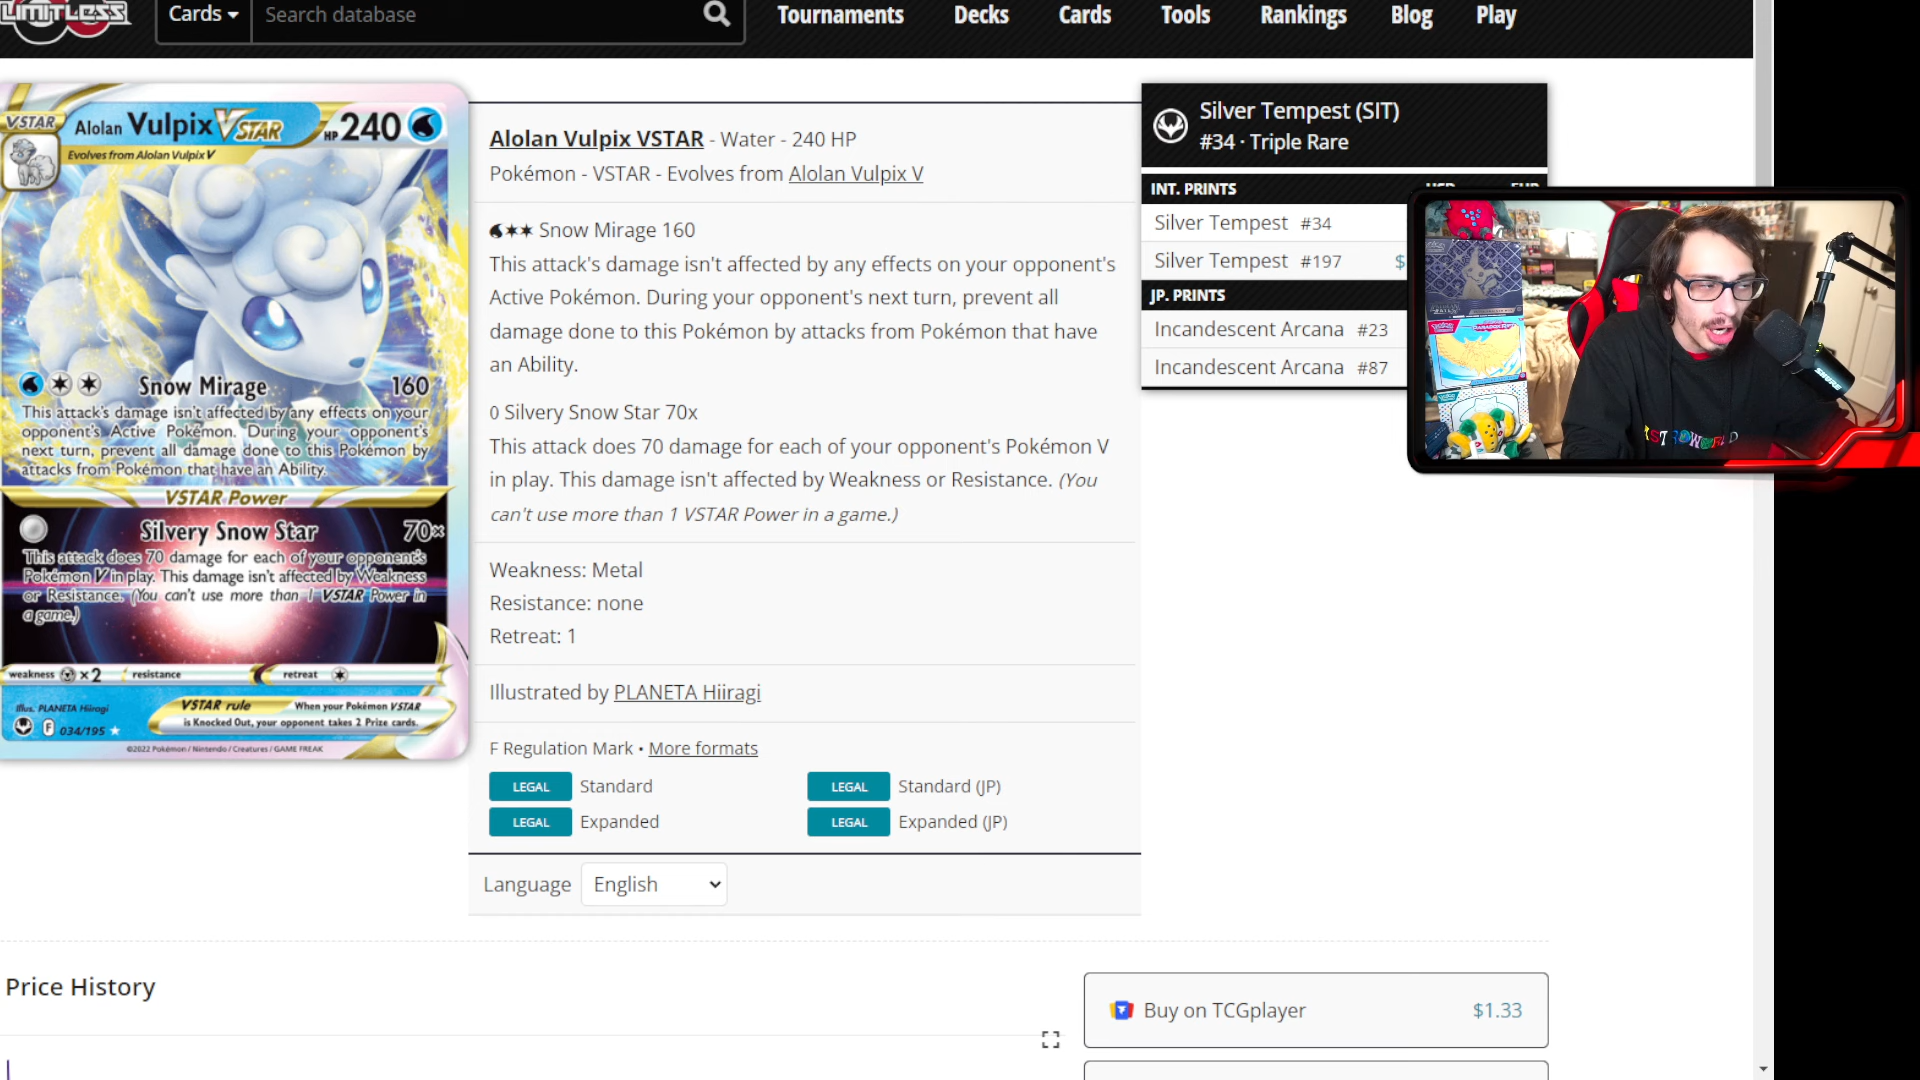 LIMITLESS
Cards
Search database
Tournaments
Decks
Cards
Tools
Rankings
Blog
Play
VSTAR
Alolan Vulpix VSTAR
HP 240
Evolves from Alolan Vulpix V
Snow Mirage 160
This attack's damage isn't affected by any effects on your
opponent's Active Pokémon. During your opponent's
next turn, prevent all damage done to this Pokémon by
attacks from Pokémon that have an Ability.
VSTAR Power
Silvery Snow Star 70×
This attack does 70 damage for each of your opponent's
Pokémon V in play. This damage isn't affected by Weakness
or Resistance. (You can't use more than 1 VSTAR Power in
a game.)
weakness ×2 resistance retreat
Illus. PLANETA Hiiragi
F 034/195
VSTAR rule When your Pokémon VSTAR
is Knocked Out, your opponent takes 2 Prize cards.
©2022 Pokémon / Nintendo / Creatures / GAME FREAK
Alolan Vulpix VSTAR - Water - 240 HP
Pokémon - VSTAR - Evolves from Alolan Vulpix V
Snow Mirage 160
This attack's damage isn't affected by any effects on your opponent's
Active Pokémon. During your opponent's next turn, prevent all
damage done to this Pokémon by attacks from Pokémon that have
an Ability.
0 Silvery Snow Star 70x
This attack does 70 damage for each of your opponent's Pokémon V
in play. This damage isn't affected by Weakness or Resistance. (You
can't use more than 1 VSTAR Power in a game.)
Weakness: Metal
Resistance: none
Retreat: 1
Illustrated by PLANETA Hiiragi
F Regulation Mark • More formats
LEGAL Standard
LEGAL Standard (JP)
LEGAL Expanded
LEGAL Expanded (JP)
Language English
Silver Tempest (SIT)
#34 · Triple Rare
INT. PRINTS USD EUR
Silver Tempest #34
Silver Tempest #197 $
JP. PRINTS
Incandescent Arcana #23
Incandescent Arcana #87
SHURE
Price History
Buy on TCGplayer $1.33